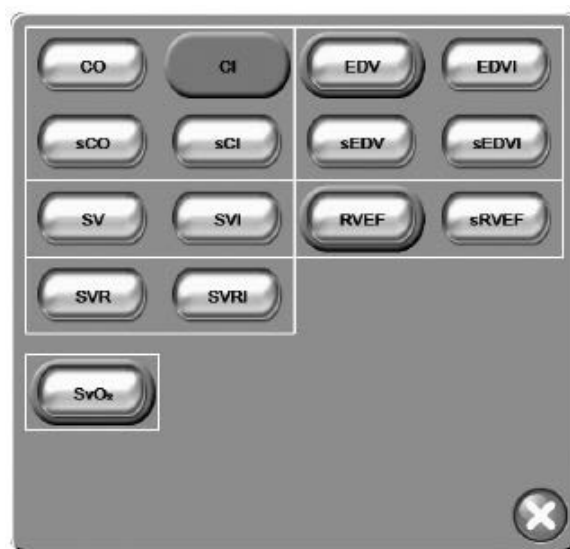 CO CI EDV EDVI
sCO sCI sEDV sEDVI
SV SVI RVEF sRVEF
SVR SVRI
SvO₂